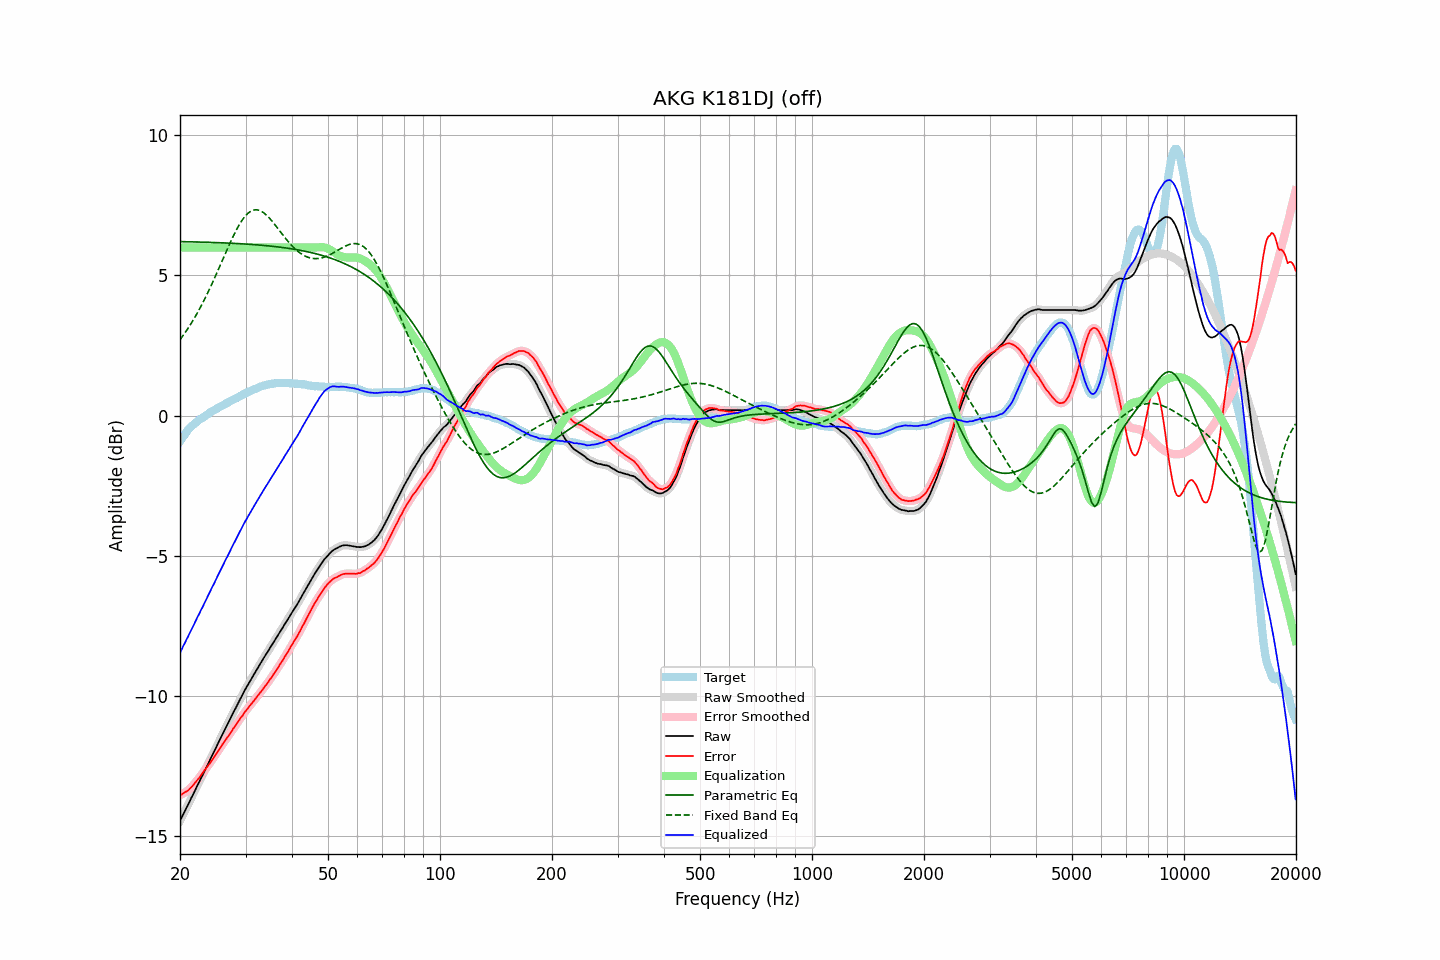 AKG K181DJ (off)
Amplitude (dBr)
10
5
0
−5
−10
−15
Target
Raw Smoothed
Error Smoothed
Raw
Error
Equalization
Parametric Eq
Fixed Band Eq
Equalized
20 50 100 200 500 1000 2000 5000 10000 20000
Frequency (Hz)